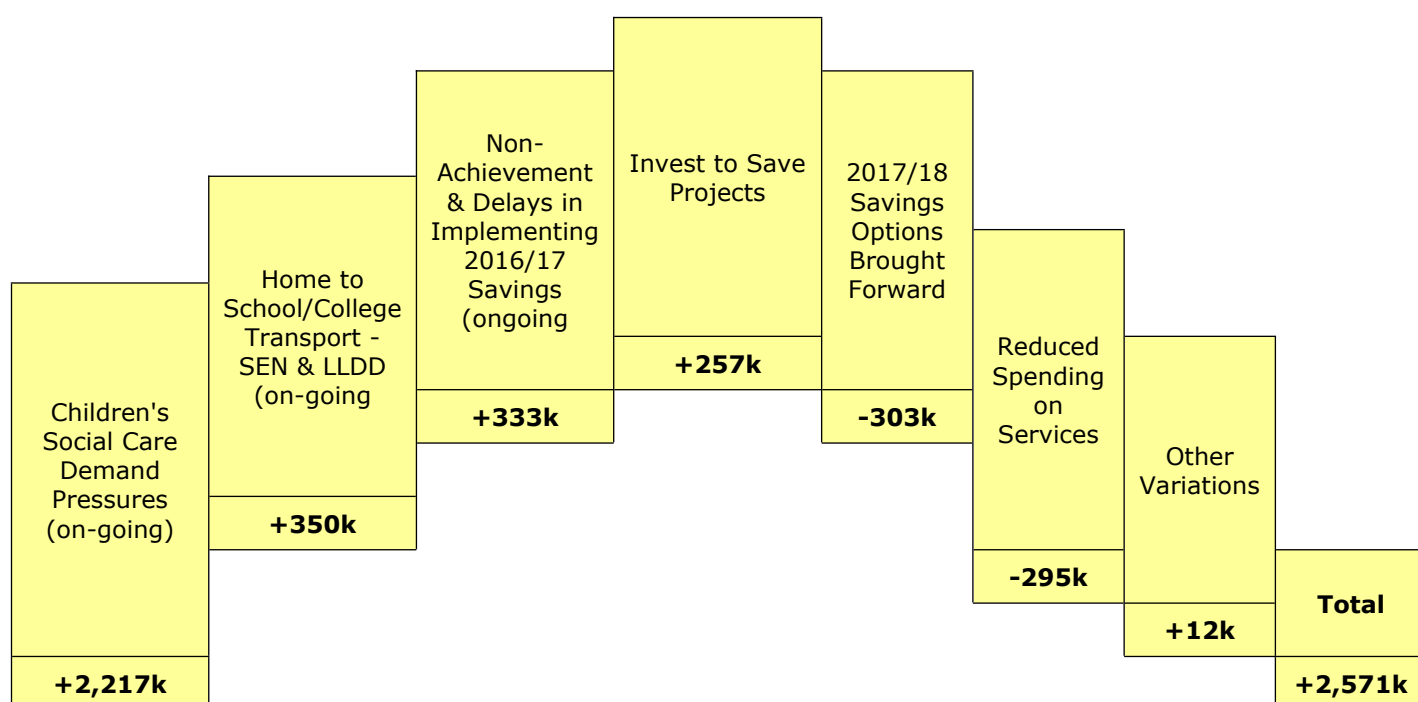 Children's
Social Care
Demand
Pressures
(on-going)
+2,217k
Home to
School/College
Transport -
SEN & LLDD
(on-going
+350k
Non-
Achievement
& Delays in
Implementing
2016/17
Savings
(ongoing
+333k
Invest to Save
Projects
+257k
2017/18
Savings
Options
Brought
Forward
-303k
Reduced
Spending
on
Services
-295k
Other
Variations
+12k
Total
+2,571k